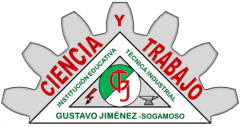 CIENCIA Y TRABAJO
INSTITUCIÓN EDUCATIVA
TÉCNICA INDUSTRIAL
GJ
GUSTAVO JIMÉNEZ -SOGAMOSO